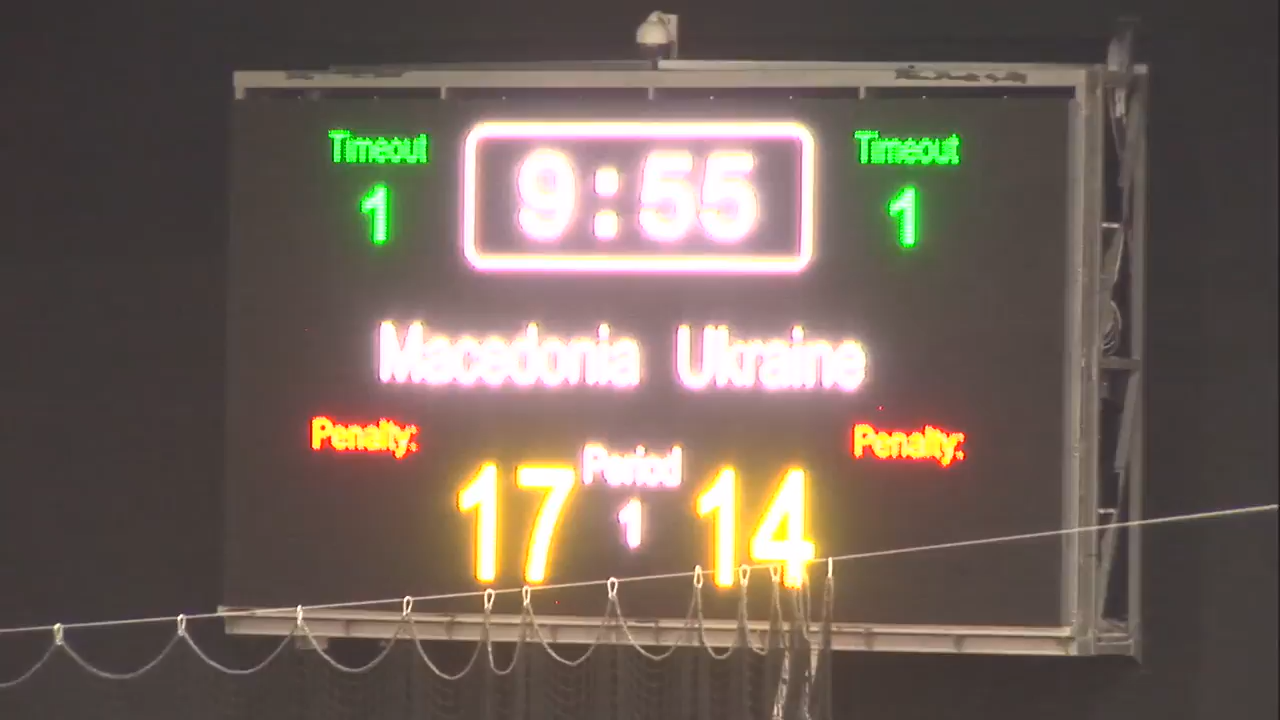 Timeout 9:55 Timeout
1 1
Macedonia Ukraine
Penalty: Penalty:
Period
17 1 14